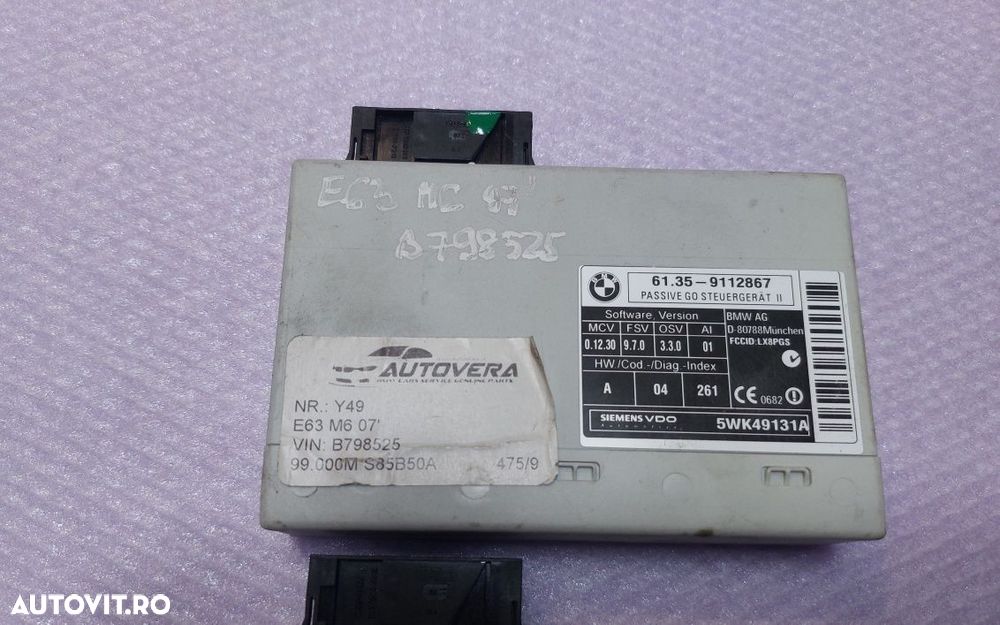 E63 M6 07'
B798525
BMW
61.35-9112867
PASSIVE GO STEUERGERÄT II
Software, Version
MCV FSV OSV AI
0.12.30 9.7.0 3.3.0 01
HW./Cod.-/Diag.-Index
A 04 261
BMW AG
D-80788München
FCCID:LX8PGS
CE 0682
SIEMENS VDO
Automotive
5WK49131A
AUTOVERA
NR.: Y49
E63 M6 07'
VIN: B798525
99.000M S85B50A 475/9
AUTOVIT.RO